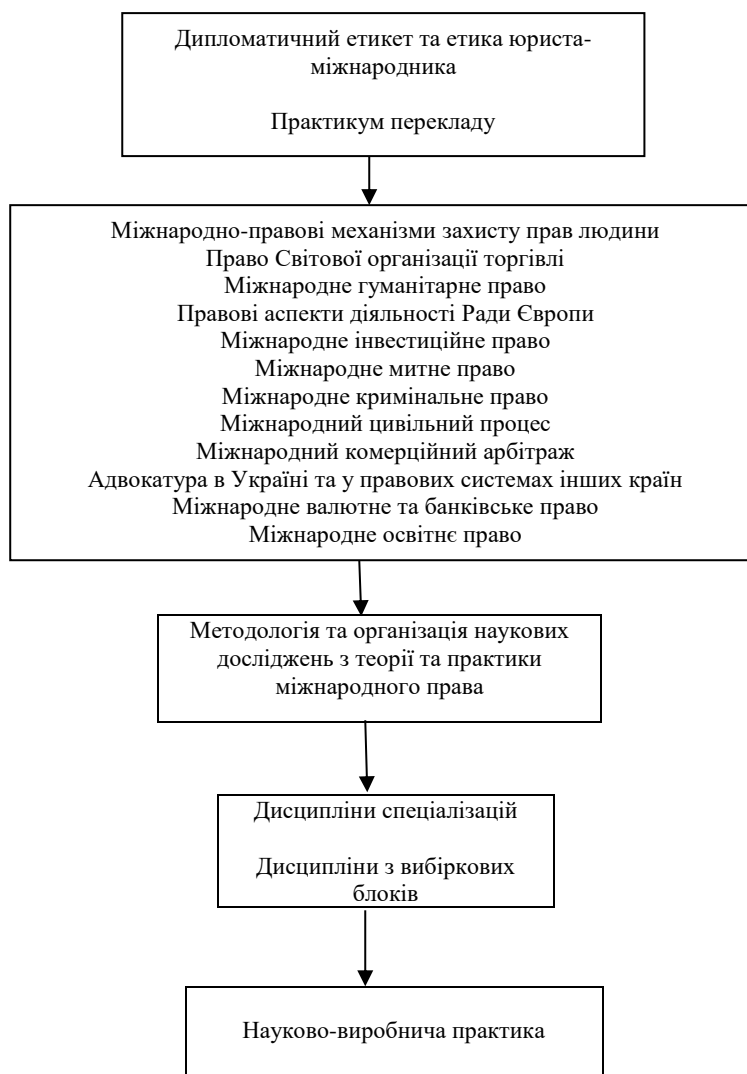 Дипломатичний етикет та етика юриста-
міжнародника
Практикум перекладу
Міжнародно-правові механізми захисту прав людини
Право Світової організації торгівлі
Міжнародне гуманітарне право
Правові аспекти діяльності Ради Європи
Міжнародне інвестиційне право
Міжнародне митне право
Міжнародне кримінальне право
Міжнародний цивільний процес
Міжнародний комерційний арбітраж
Адвокатура в Україні та у правових системах інших країн
Міжнародне валютне та банківське право
Міжнародне освітнє право
Методологія та організація наукових
досліджень з теорії та практики
міжнародного права
Дисципліни спеціалізацій
Дисципліни з вибіркових
блоків
Науково-виробнича практика